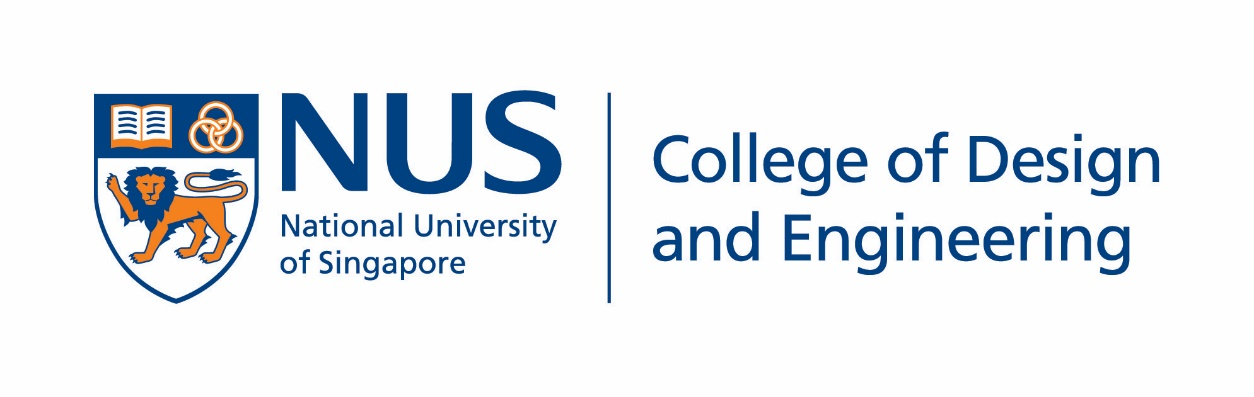 NUS
National University
of Singapore
College of Design
and Engineering